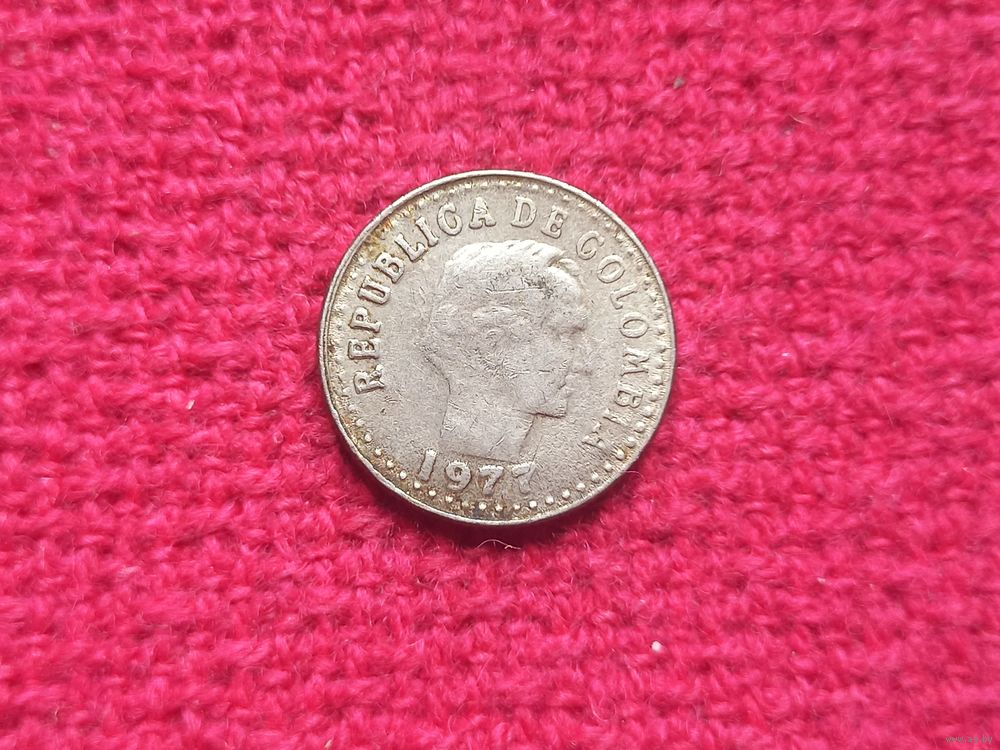 REPUBLICA DE COLOMBIA
1977